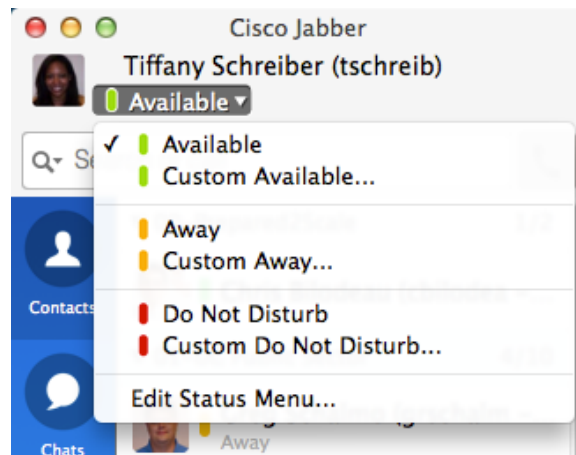 Cisco Jabber
Tiffany Schreiber (tschreib)
Available
Available
Custom Available...
Away
Custom Away...
Contacts
Do Not Disturb
Custom Do Not Disturb...
Edit Status Menu...
Away
Chats